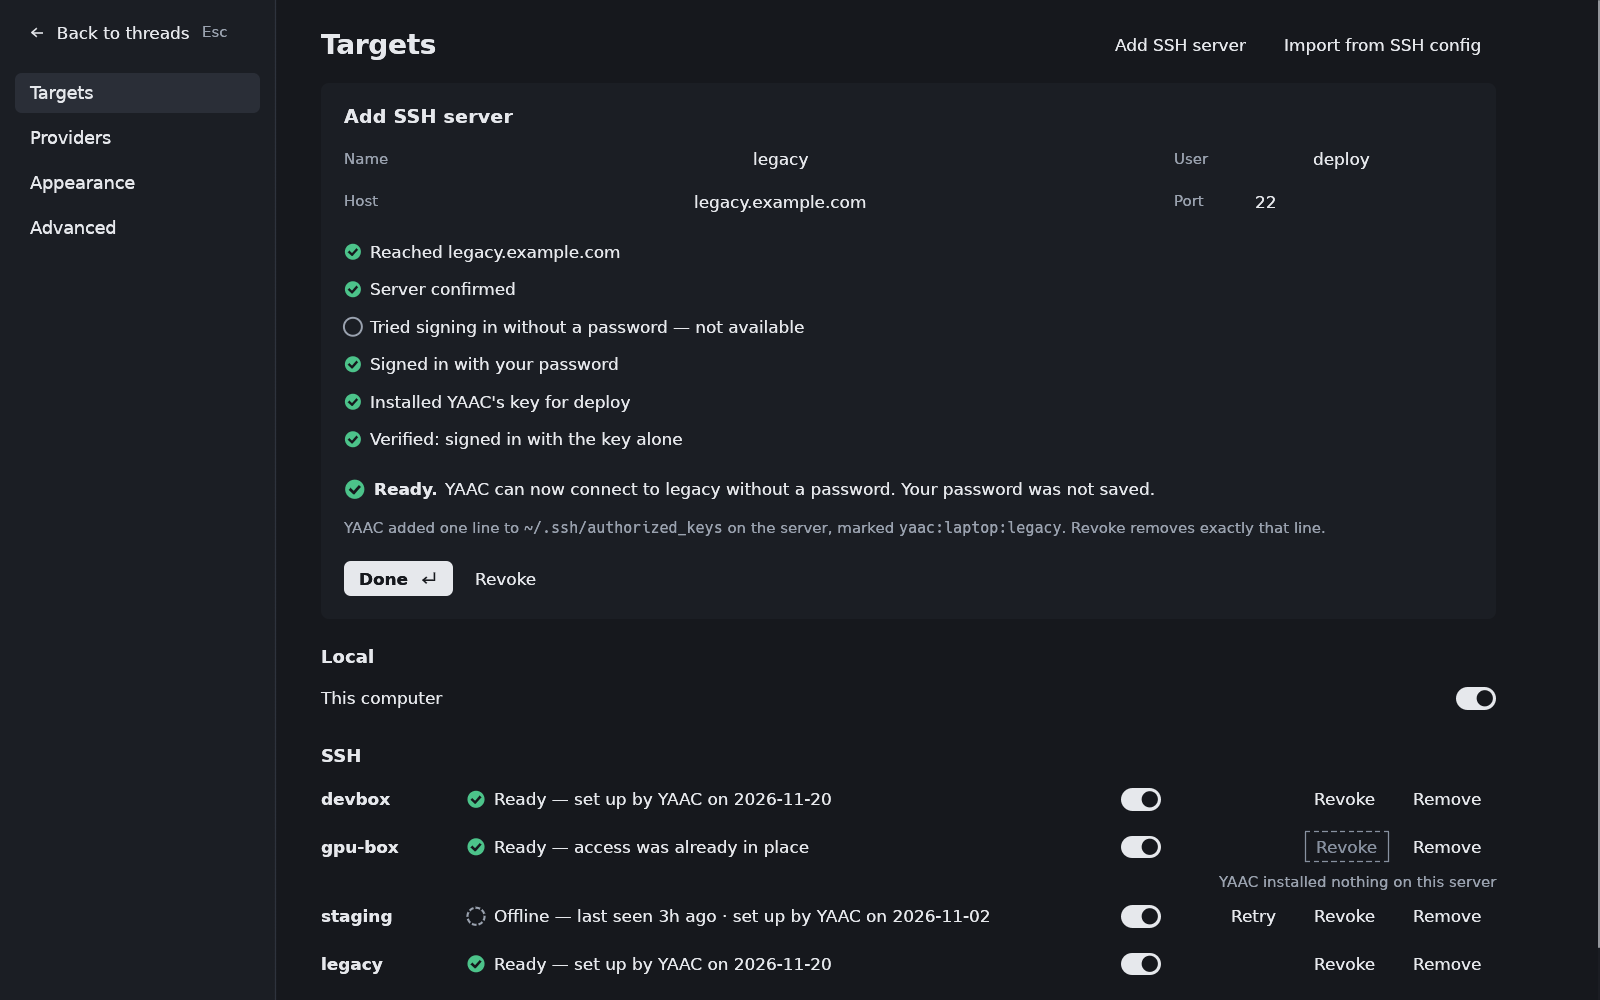 ← Back to threads Esc
Targets
Providers
Appearance
Advanced
Targets
Add SSH server
Import from SSH config
Add SSH server
Name legacy User deploy
Host legacy.example.com Port 22
Reached legacy.example.com
Server confirmed
Tried signing in without a password — not available
Signed in with your password
Installed YAAC's key for deploy
Verified: signed in with the key alone
Ready. YAAC can now connect to legacy without a password. Your password was not saved.
YAAC added one line to ~/.ssh/authorized_keys on the server, marked yaac:laptop:legacy. Revoke removes exactly that line.
Done ↵ Revoke
Local
This computer
SSH
devbox Ready — set up by YAAC on 2026-11-20 Revoke Remove
gpu-box Ready — access was already in place Revoke Remove
YAAC installed nothing on this server
staging Offline — last seen 3h ago · set up by YAAC on 2026-11-02 Retry Revoke Remove
legacy Ready — set up by YAAC on 2026-11-20 Revoke Remove